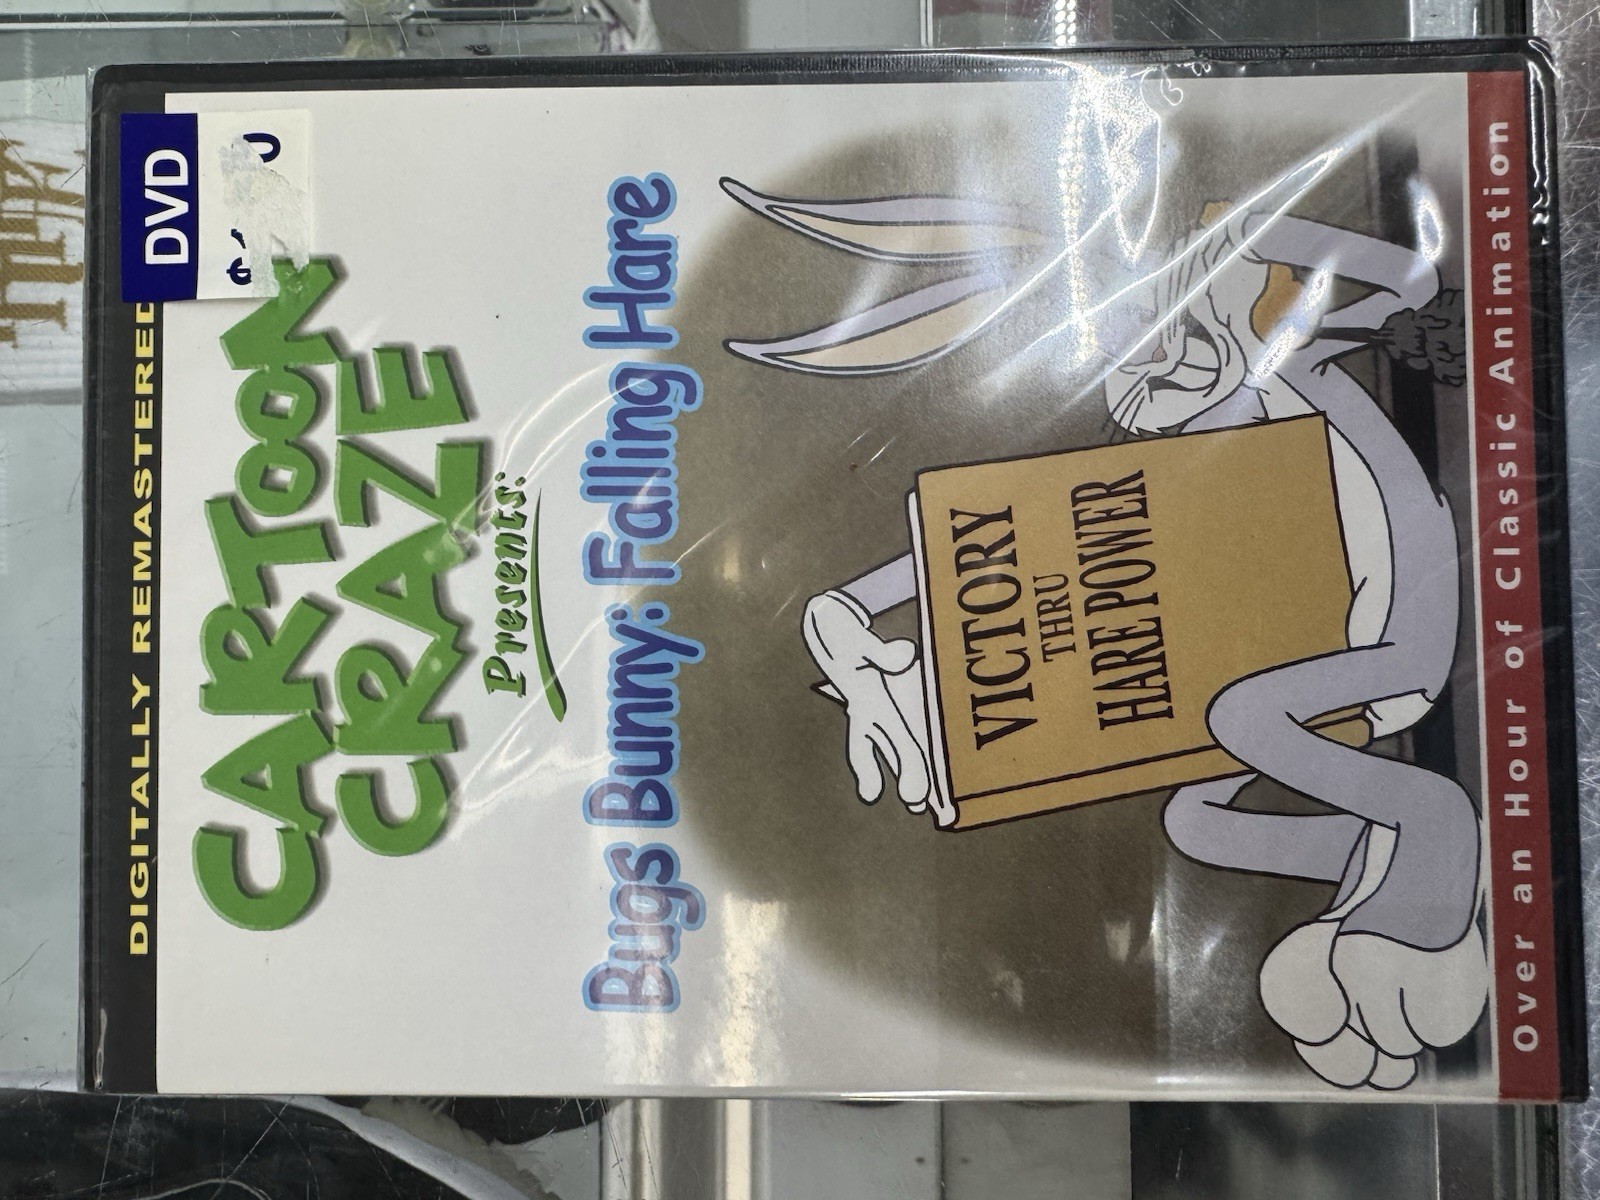 DVD
DIGITALLY REMASTERED
CARTOON
CRAZE
Presents:
Bugs Bunny: Falling Hare
VICTORY
THRU
HARE POWER
Over an Hour of Classic Animation